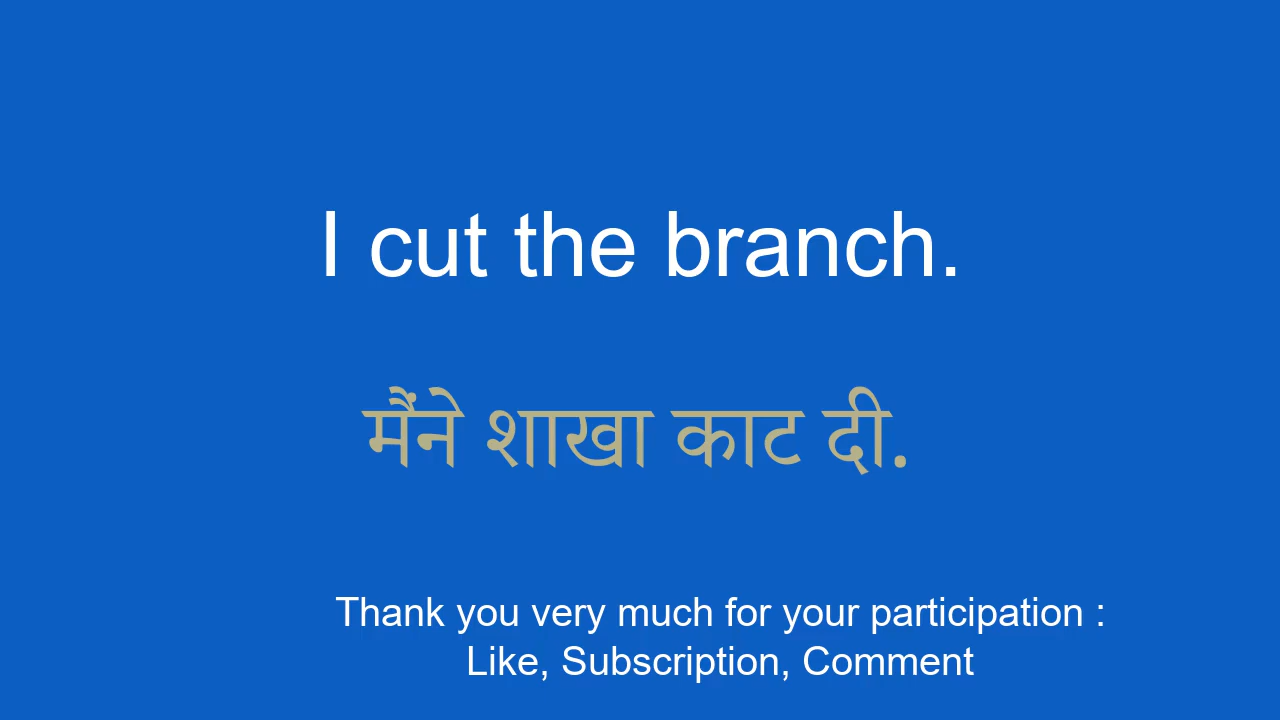 I cut the branch.
मैंने शाखा काट दी.
Thank you very much for your participation :
Like, Subscription, Comment